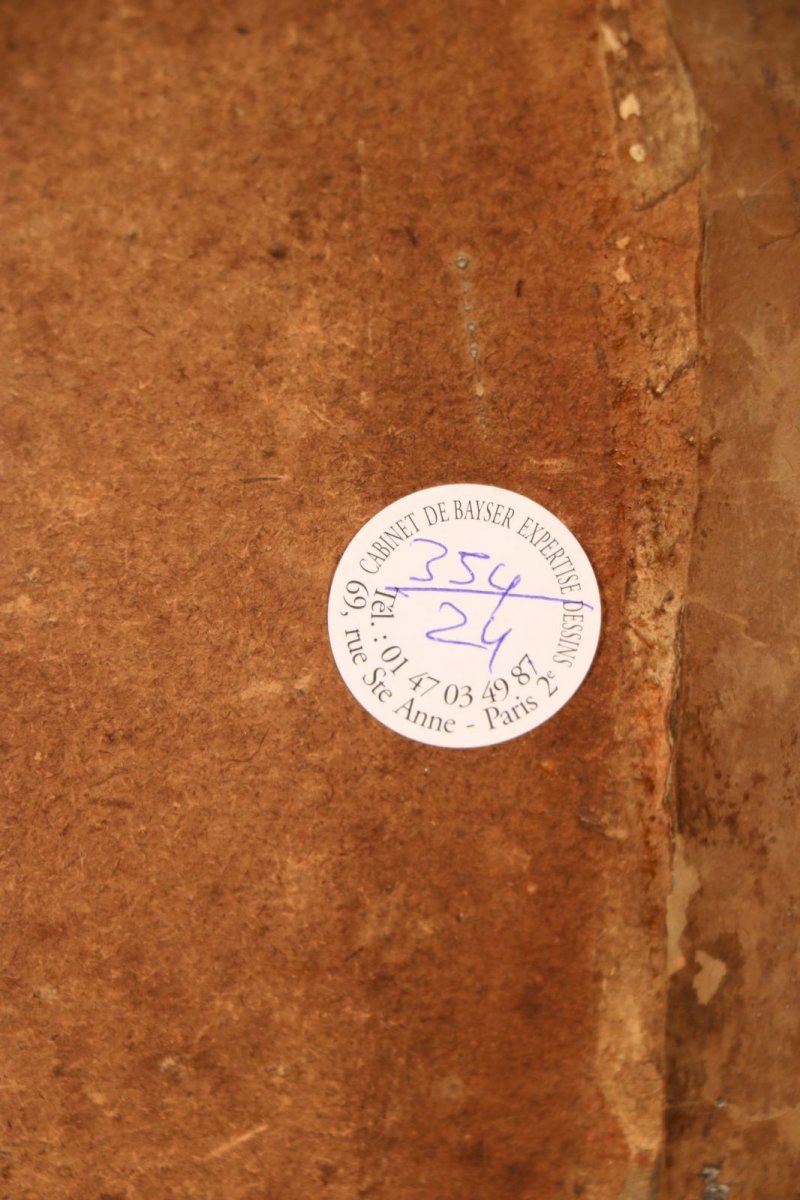 CABINET DE BAYSER EXPERTISE DESSINS
354
24
Tél. : 01 47 03 49 87
69, rue Ste Anne - Paris 2e